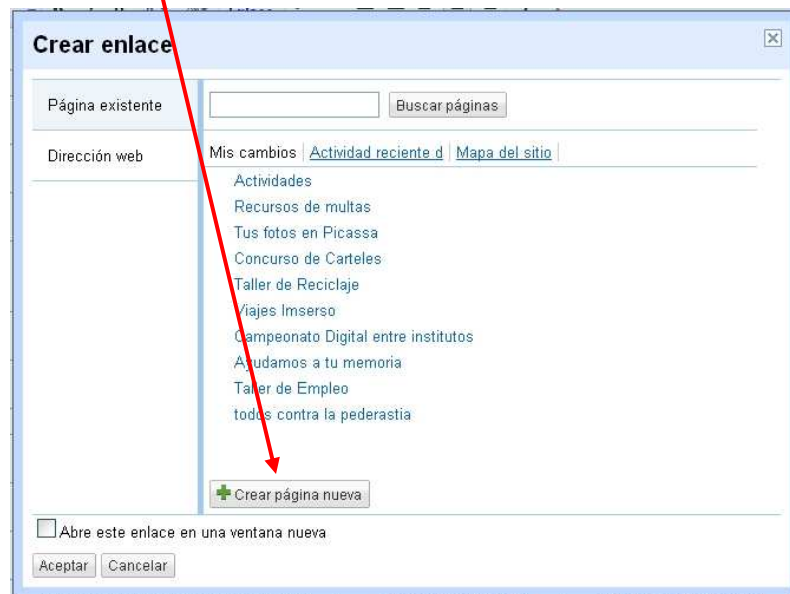 Crear enlace
Página existente
Buscar páginas
Dirección web
Mis cambios Actividad reciente d Mapa del sitio
Actividades
Recursos de multas
Tus fotos en Picassa
Concurso de Carteles
Taller de Reciclaje
Viajes Imserso
Campeonato Digital entre institutos
Ayudamos a tu memoria
Taller de Empleo
todos contra la pederastia
Crear página nueva
Abre este enlace en una ventana nueva
Aceptar Cancelar